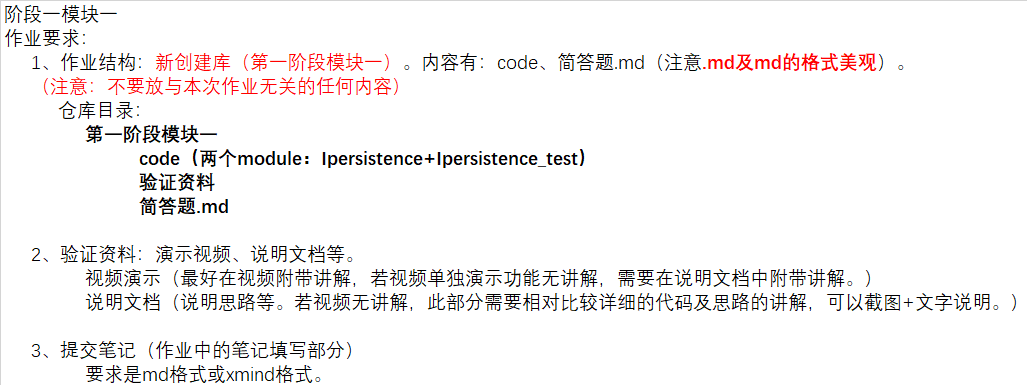 阶段一模块一
作业要求：
1、作业结构：新创建库（第一阶段模块一）。内容有：code、简答题.md（注意.md及md的格式美观）。
（注意：不要放与本次作业无关的任何内容）
仓库目录：
第一阶段模块一
code（两个module：Ipersistence+Ipersistence_test）
验证资料
简答题.md
2、验证资料：演示视频、说明文档等。
视频演示（最好在视频附带讲解，若视频单独演示功能无讲解，需要在说明文档中附带讲解。）
说明文档（说明思路等。若视频无讲解，此部分需要相对比较详细的代码及思路的讲解，可以截图+文字说明。）
3、提交笔记（作业中的笔记填写部分）
要求是md格式或xmind格式。